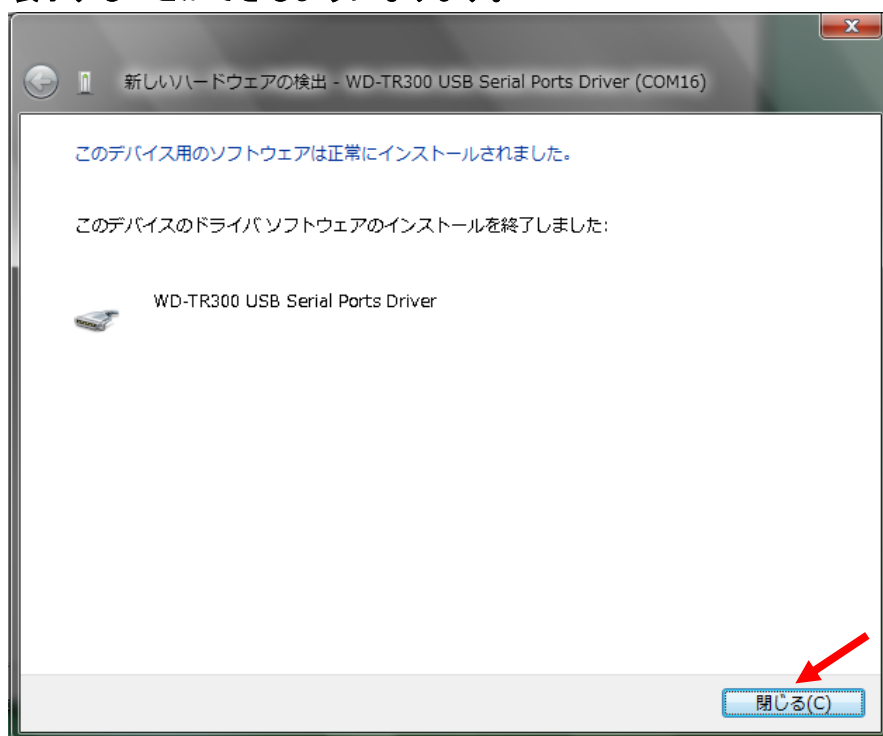 新しいハードウェアの検出 - WD-TR300 USB Serial Ports Driver (COM16)
このデバイス用のソフトウェアは正常にインストールされました。
このデバイスのドライバ ソフトウェアのインストールを終了しました:
WD-TR300 USB Serial Ports Driver
閉じる(C)